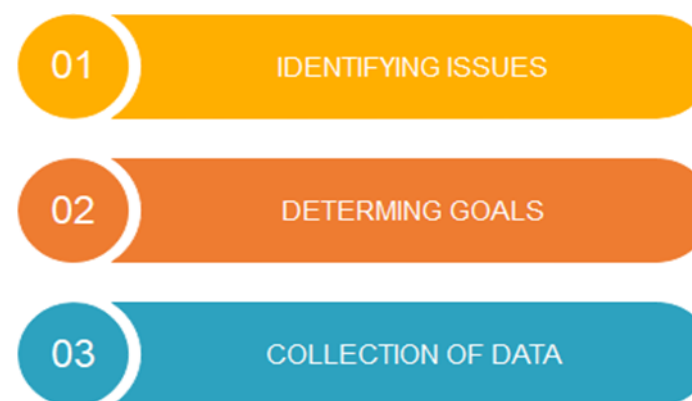 01 IDENTIFYING ISSUES
02 DETERMING GOALS
03 COLLECTION OF DATA